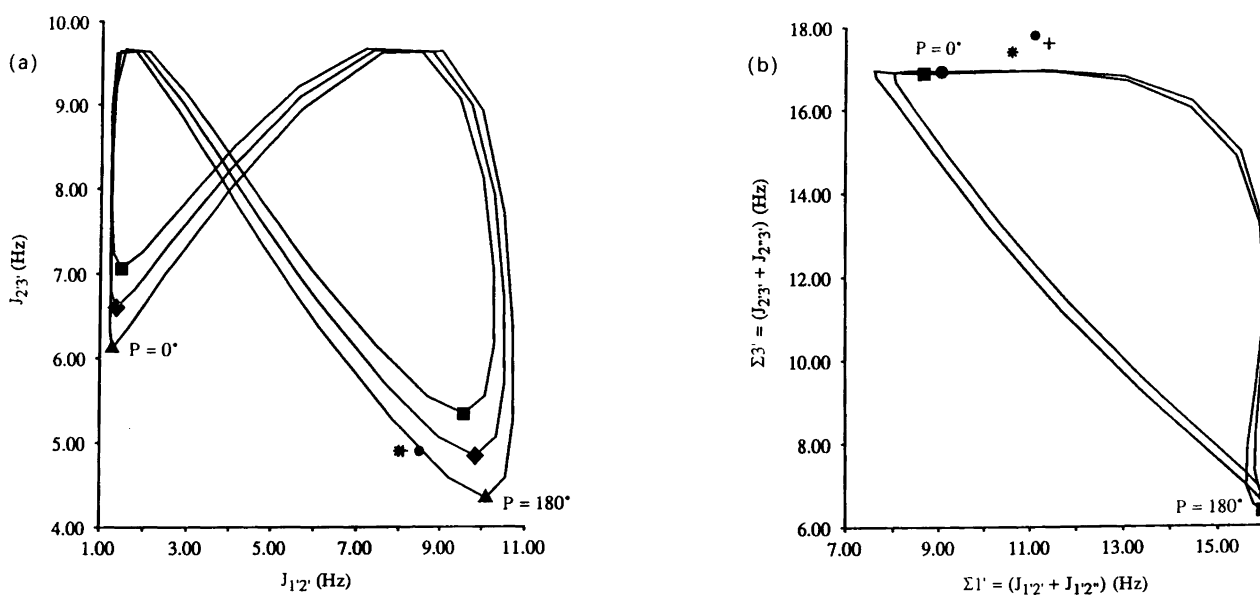 (a)
10.00
9.00
8.00
7.00
6.00
5.00
4.00
J2'3' (Hz)
P = 0°
P = 180°
1.00 3.00 5.00 7.00 9.00 11.00
J1'2' (Hz)
(b)
18.00
16.00
14.00
12.00
10.00
8.00
6.00
Σ3' = (J2'3' + J2"3') (Hz)
P = 0°
P = 180°
7.00 9.00 11.00 13.00 15.00
Σ1' = (J1'2' + J1'2") (Hz)